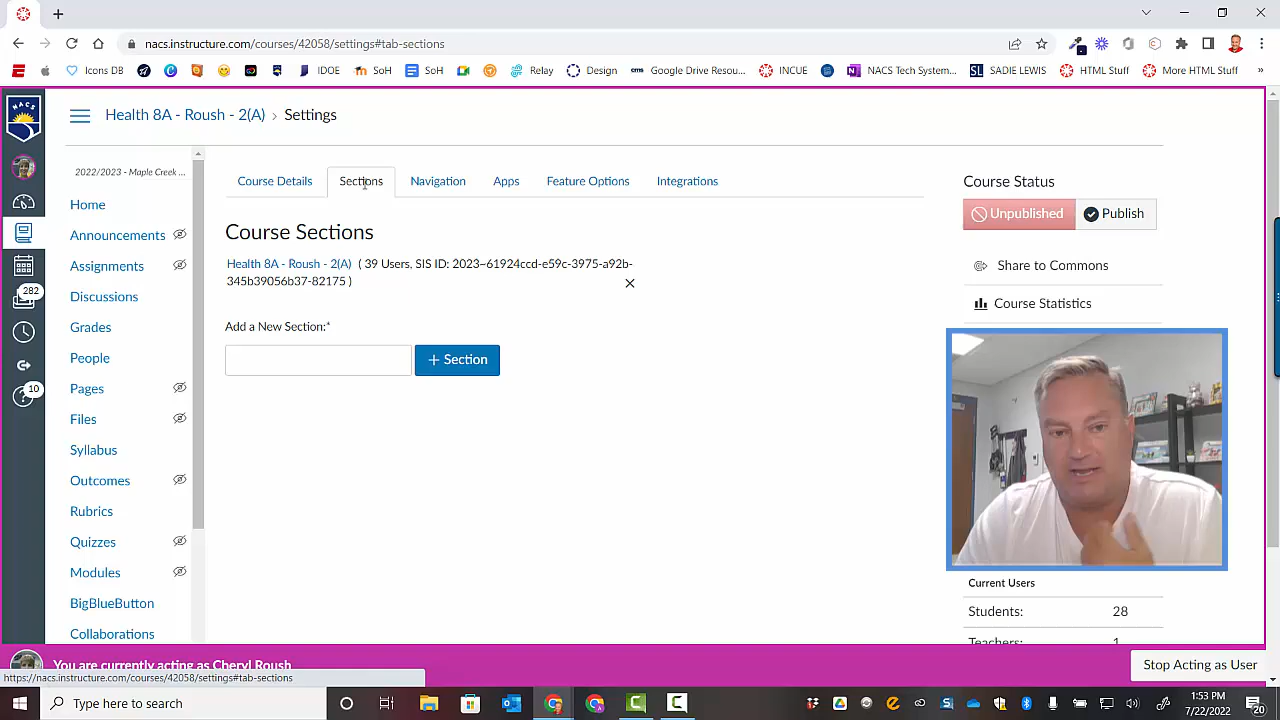 nacs.instructure.com/courses/42058/settings#tab-sections
Icons DB
IDOE
SoH
SoH
Relay
Design
cms
Google Drive Resou...
INCUE
NACS Tech System...
SL
SADIE LEWIS
HTML Stuff
More HTML Stuff
NACS
Health 8A - Roush - 2(A) › Settings
2022/2023 - Maple Creek ...
Home
Announcements
Assignments
Discussions
Grades
People
Pages
Files
Syllabus
Outcomes
Rubrics
Quizzes
Modules
BigBlueButton
Collaborations
282
10
Course Details
Sections
Navigation
Apps
Feature Options
Integrations
Course Sections
Health 8A - Roush - 2(A) ( 39 Users, SIS ID: 2023~61924ccd-e59c-3975-a92b-
345b39056b37-82175 )
Add a New Section:*
+ Section
Course Status
Unpublished
Publish
Share to Commons
Course Statistics
Current Users
Students: 28
Teachers: 1
You are currently acting as Cheryl Roush
Stop Acting as User
https://nacs.instructure.com/courses/42058/settings#tab-sections
Type here to search
1:53 PM
7/22/2022
20